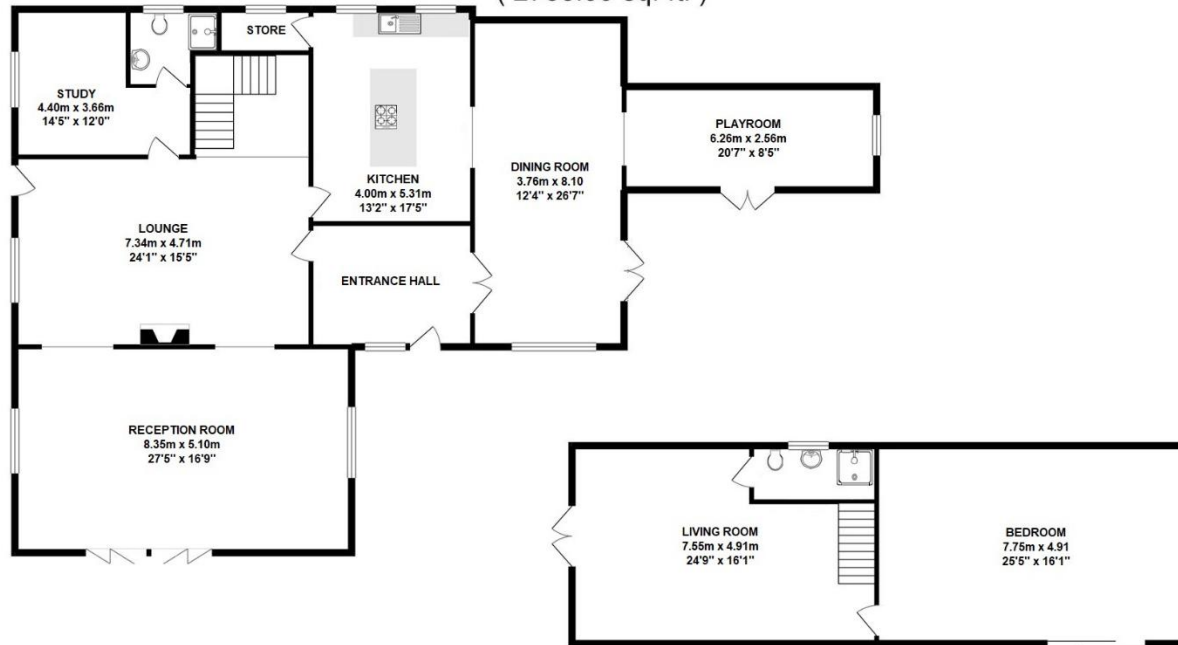 STORE
STUDY
4.40m x 3.66m
14'5" x 12'0"
KITCHEN
4.00m x 5.31m
13'2" x 17'5"
DINING ROOM
3.76m x 8.10
12'4" x 26'7"
PLAYROOM
6.26m x 2.56m
20'7" x 8'5"
LOUNGE
7.34m x 4.71m
24'1" x 15'5"
ENTRANCE HALL
RECEPTION ROOM
8.35m x 5.10m
27'5" x 16'9"
LIVING ROOM
7.55m x 4.91m
24'9" x 16'1"
BEDROOM
7.75m x 4.91
25'5" x 16'1"